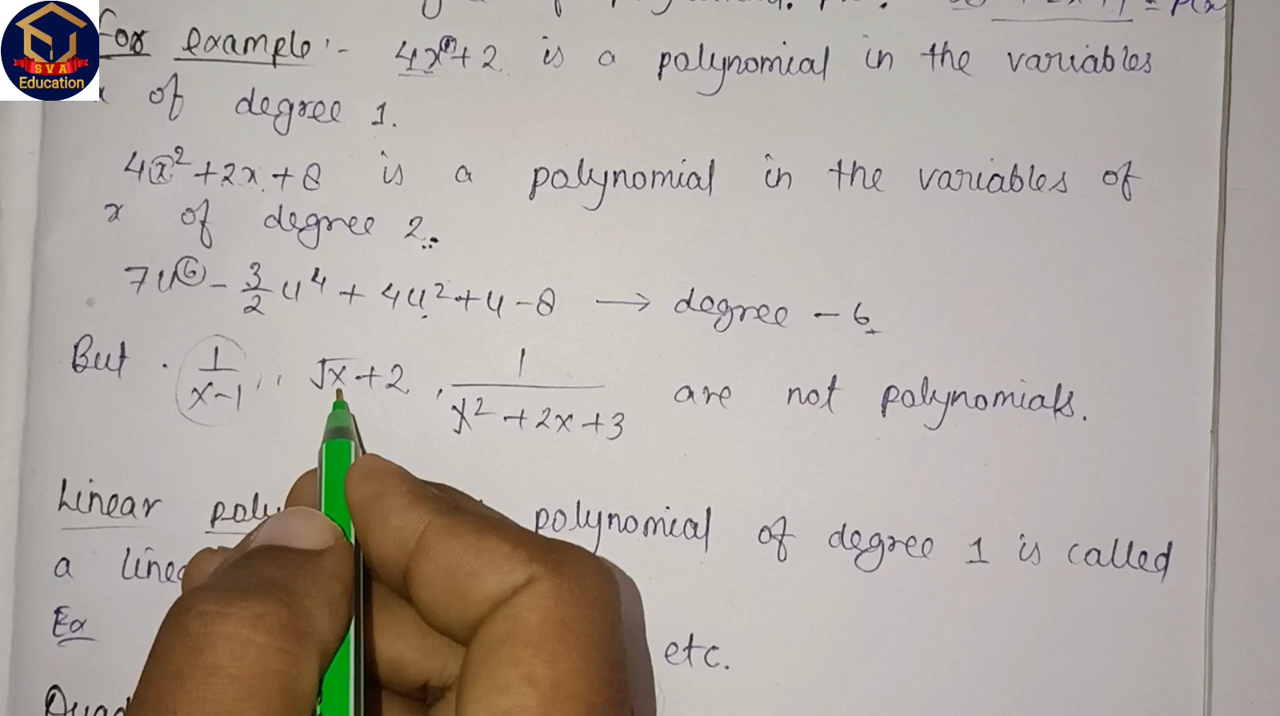 SVA
Education
For example :- 4x^(1)+2 is a polynomial in the variables
x of degree 1.
4x²+2x+8 is a polynomial in the variables of
x of degree 2.
7u⁶ - 3/2 u⁴ + 4u² + u - 8 → degree - 6
But . 1/(x-1) , , √x+2 , 1/(x²+2x+3) are not polynomials.
Linear polynomial of degree 1 is called
a
Ex etc.